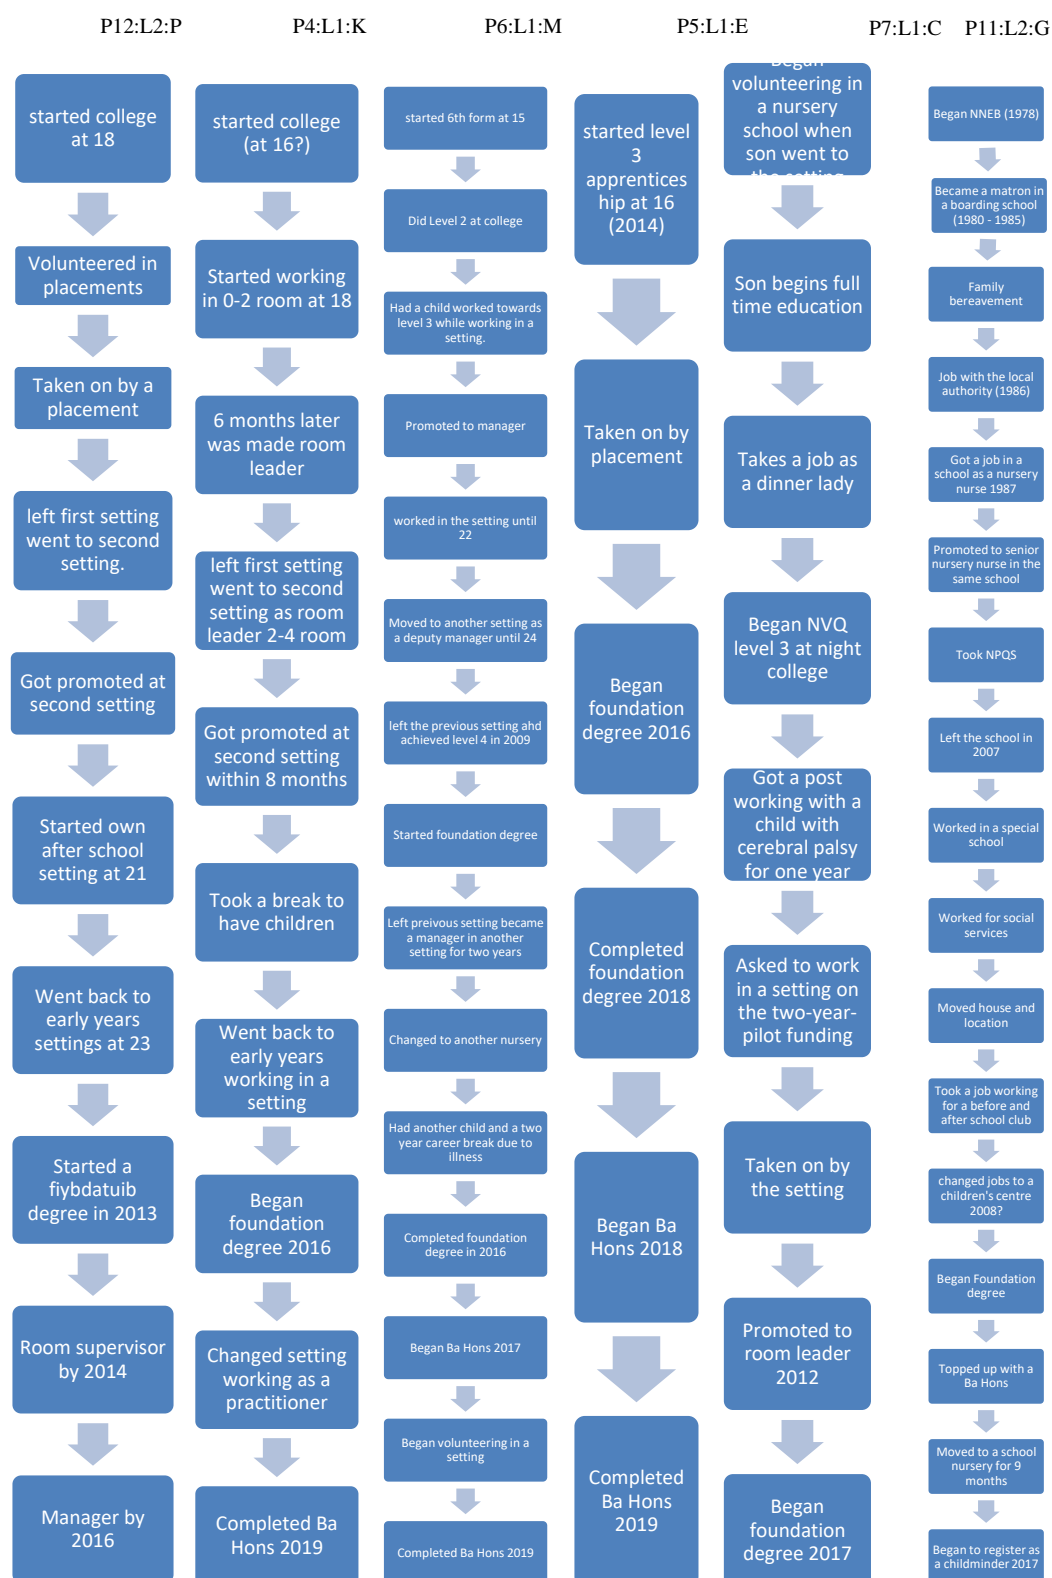 P12:L2:P
P4:L1:K
P6:L1:M
P5:L1:E
P7:L1:C
P11:L2:G
started college
at 18
Volunteered in
placements
Taken on by a
placement
left first setting
went to second
setting.
Got promoted at
second setting
Started own
after school
setting at 21
Went back to
early years
settings at 23
Started a
fiybdatuib
degree in 2013
Room supervisor
by 2014
Manager by
2016
started college
(at 16?)
Started working
in 0-2 room at 18
6 months later
was made room
leader
left first setting
went to second
setting as room
leader 2-4 room
Got promoted at
second setting
within 8 months
Took a break to
have children
Went back to
early years
working in a
setting
Began
foundation
degree 2016
Changed setting
working as a
practitioner
Completed Ba
Hons 2019
started 6th form at 15
Did Level 2 at college
Had a child worked towards
level 3 while working in a
setting.
Promoted to manager
worked in the setting until
22
Moved to another setting as
a deputy manager until 24
left the previous setting ahd
achieved level 4 in 2009
Started foundation degree
Left preivous setting became
a manager in another
setting for two years
Changed to another nursery
Had another child and a two
year career break due to
illness
Completed foundation
degree in 2016
Began Ba Hons 2017
Began volunteering in a
setting
Completed Ba Hons 2019
started level
3
apprentices
hip at 16
(2014)
Taken on by
placement
Began
foundation
degree 2016
Completed
foundation
degree 2018
Began Ba
Hons 2018
Completed
Ba Hons
2019
Began
volunteering in
a nursery
school when
son went to
the setting
Son begins full
time education
Takes a job as
a dinner lady
Began NVQ
level 3 at night
college
Got a post
working with a
child with
cerebral palsy
for one year
Asked to work
in a setting on
the two-year-
pilot funding
Taken on by
the setting
Promoted to
room leader
2012
Began
foundation
degree 2017
Began NNEB (1978)
Became a matron in
a boarding school
(1980 - 1985)
Family
bereavement
Job with the local
authority (1986)
Got a job in a
school as a nursery
nurse 1987
Promoted to senior
nursery nurse in the
same school
Took NPQS
Left the school in
2007
Worked in a special
school
Worked for social
services
Moved house and
location
Took a job working
for a before and
after school club
changed jobs to a
children's centre
2008?
Began Foundation
degree
Topped up with a
Ba Hons
Moved to a school
nursery for 9
months
Began to register as
a childminder 2017